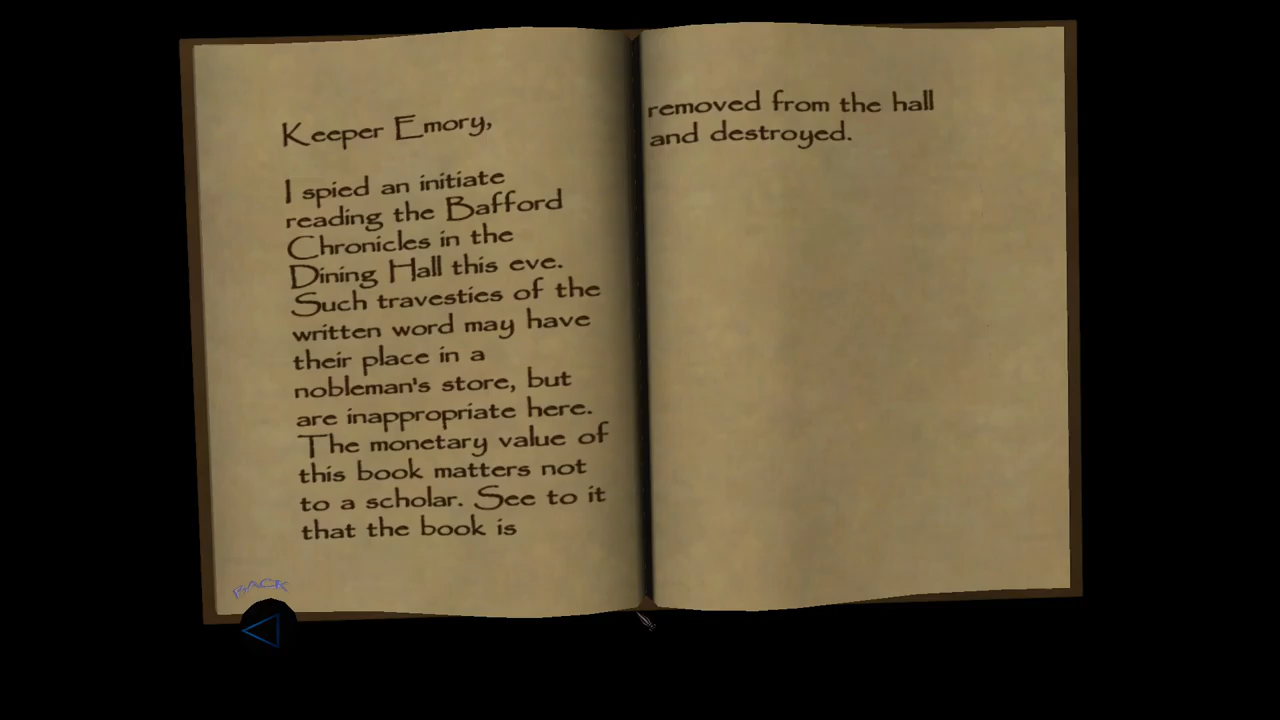 Keeper Emory,
I spied an initiate
reading the Bafford
Chronicles in the
Dining Hall this eve.
Such travesties of the
written word may have
their place in a
nobleman's store, but
are inappropriate here.
The monetary value of
this book matters not
to a scholar. See to it
that the book is
removed from the hall
and destroyed.
BACK